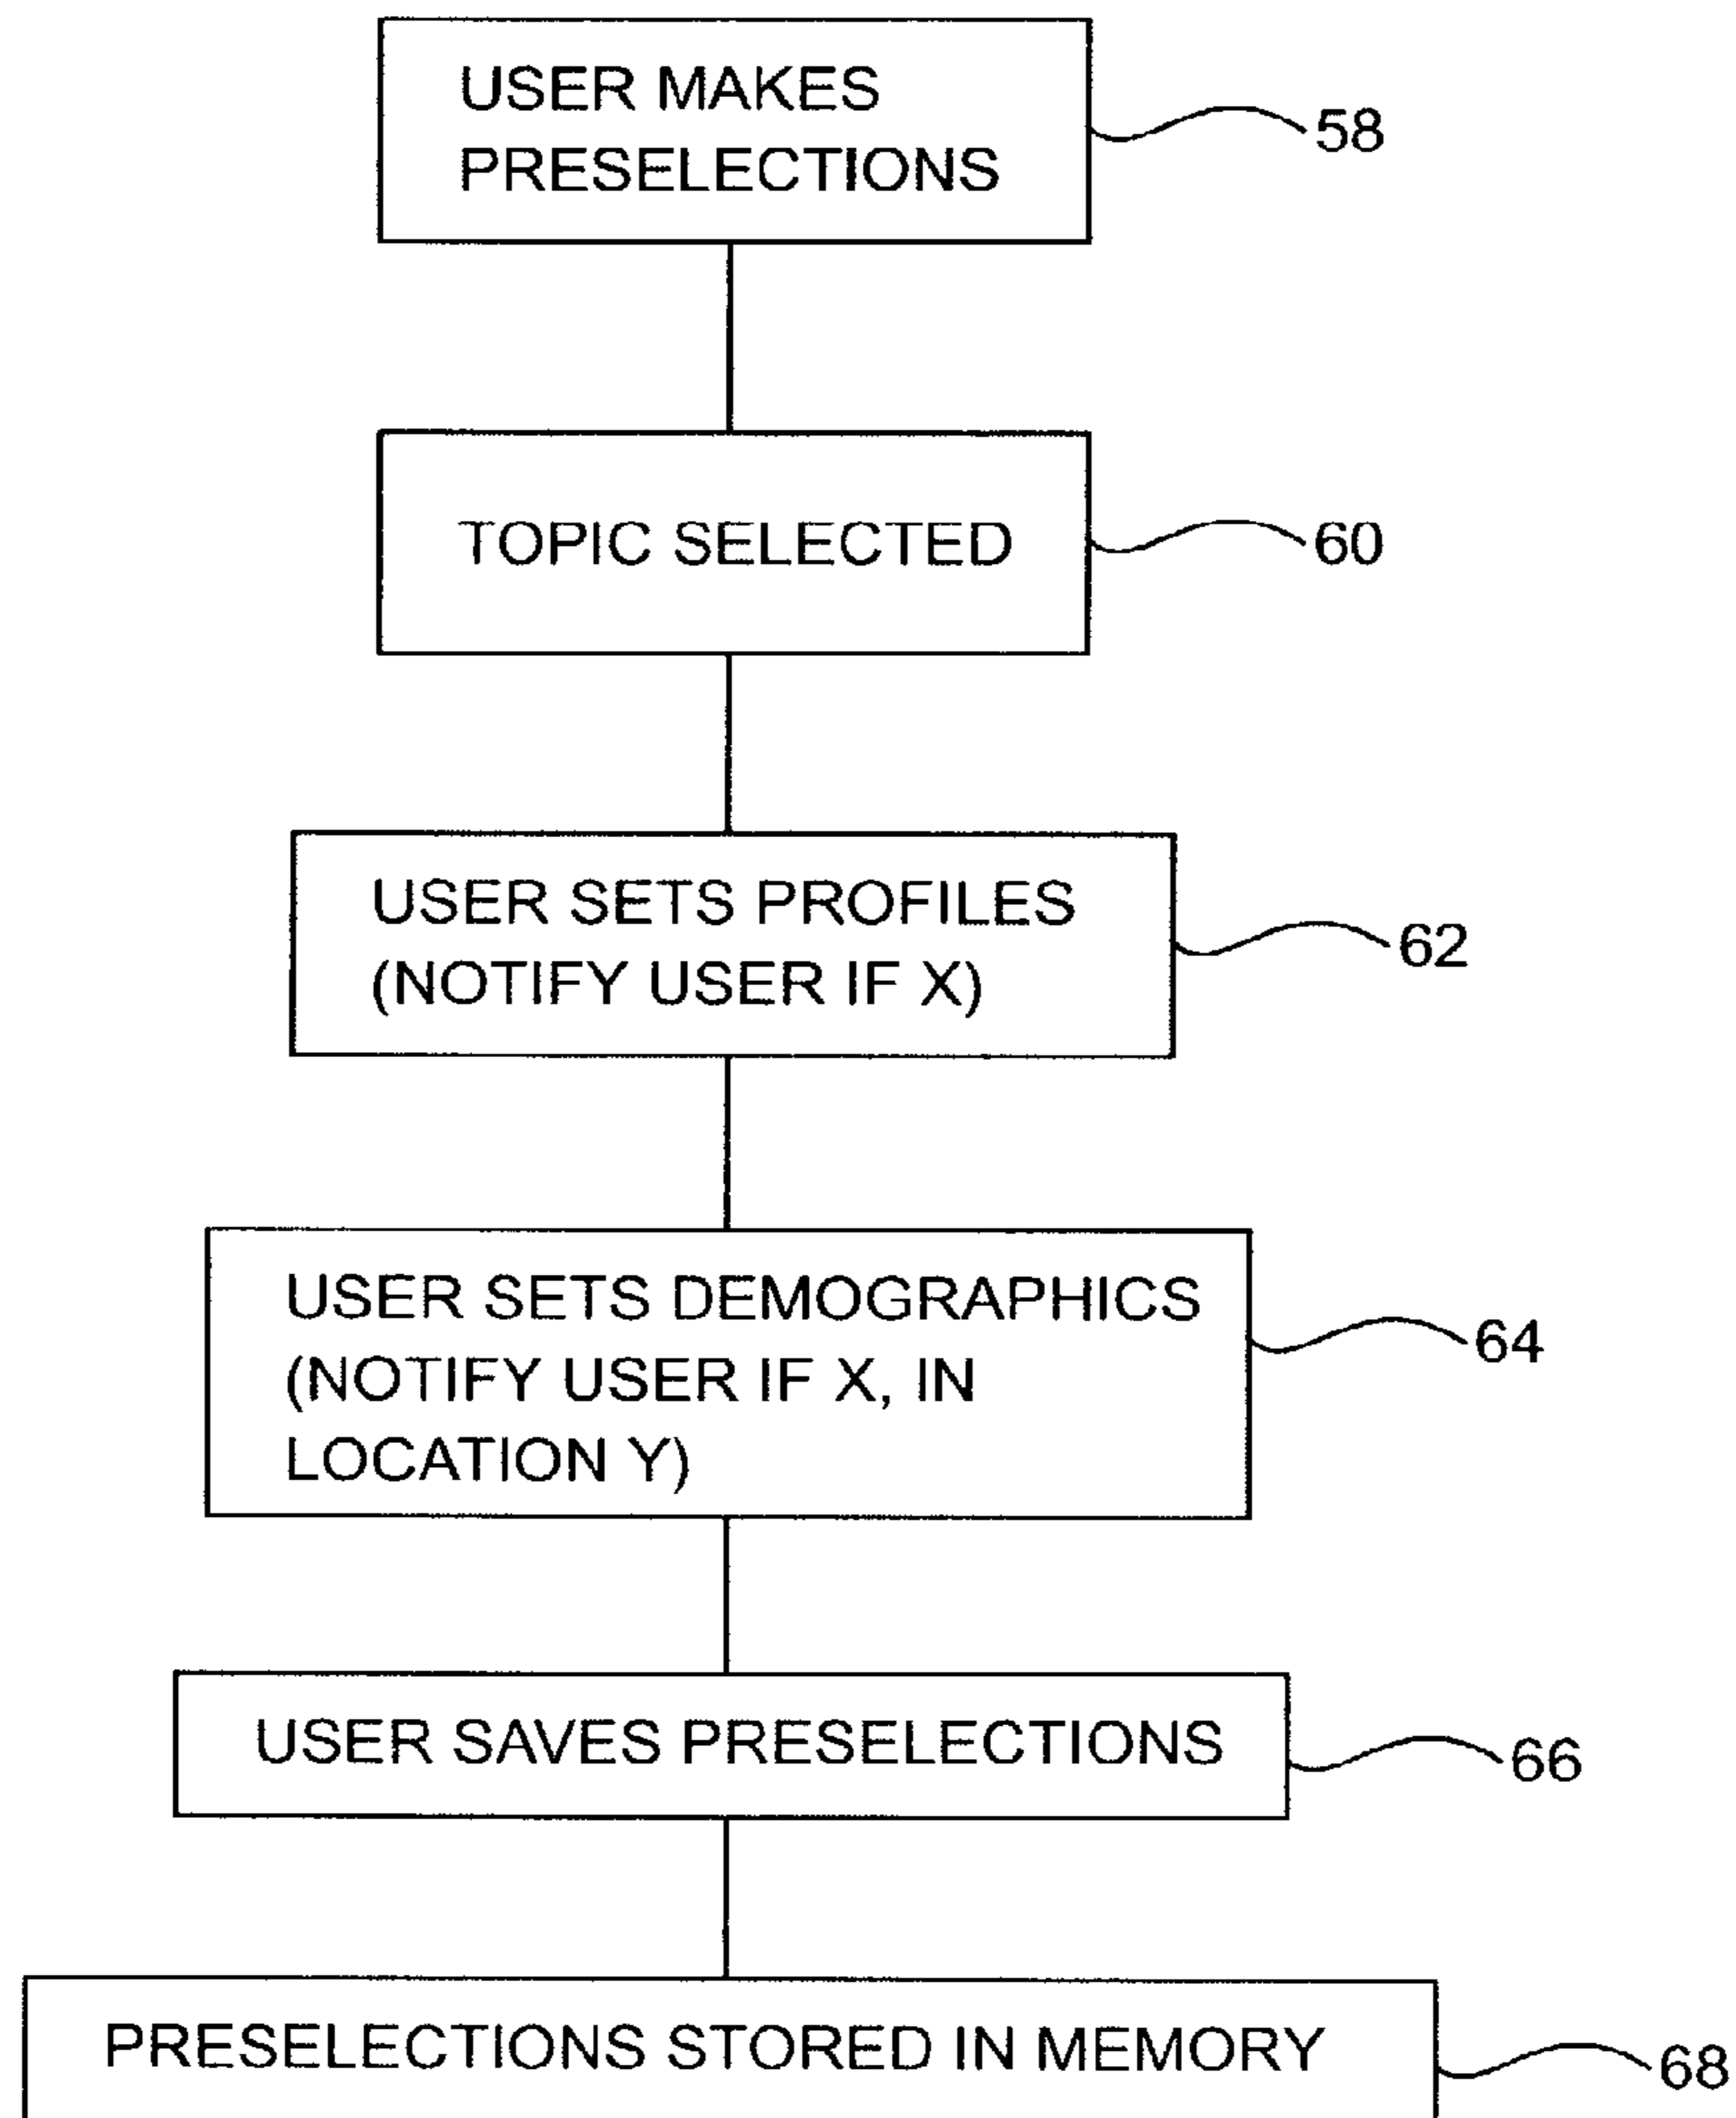 USER MAKES
PRESELECTIONS
58
TOPIC SELECTED
60
USER SETS PROFILES
(NOTIFY USER IF X)
62
USER SETS DEMOGRAPHICS
(NOTIFY USER IF X, IN
LOCATION Y)
64
USER SAVES PRESELECTIONS
66
PRESELECTIONS STORED IN MEMORY
68